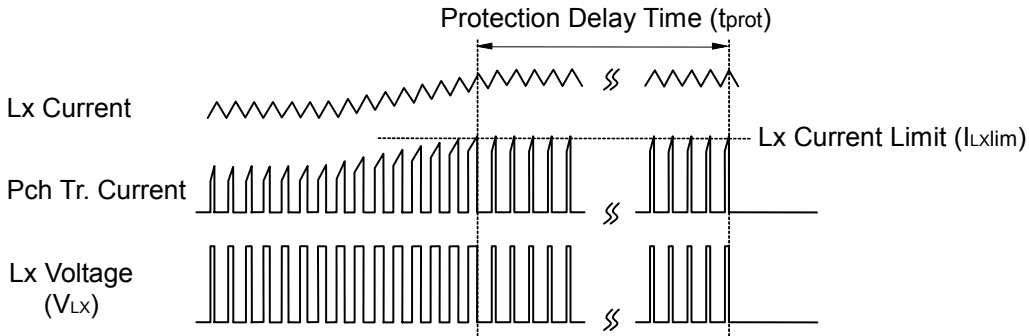 Protection Delay Time (tprot)
Lx Current
Lx Current Limit (ILxlim)
Pch Tr. Current
Lx Voltage
(VLX)